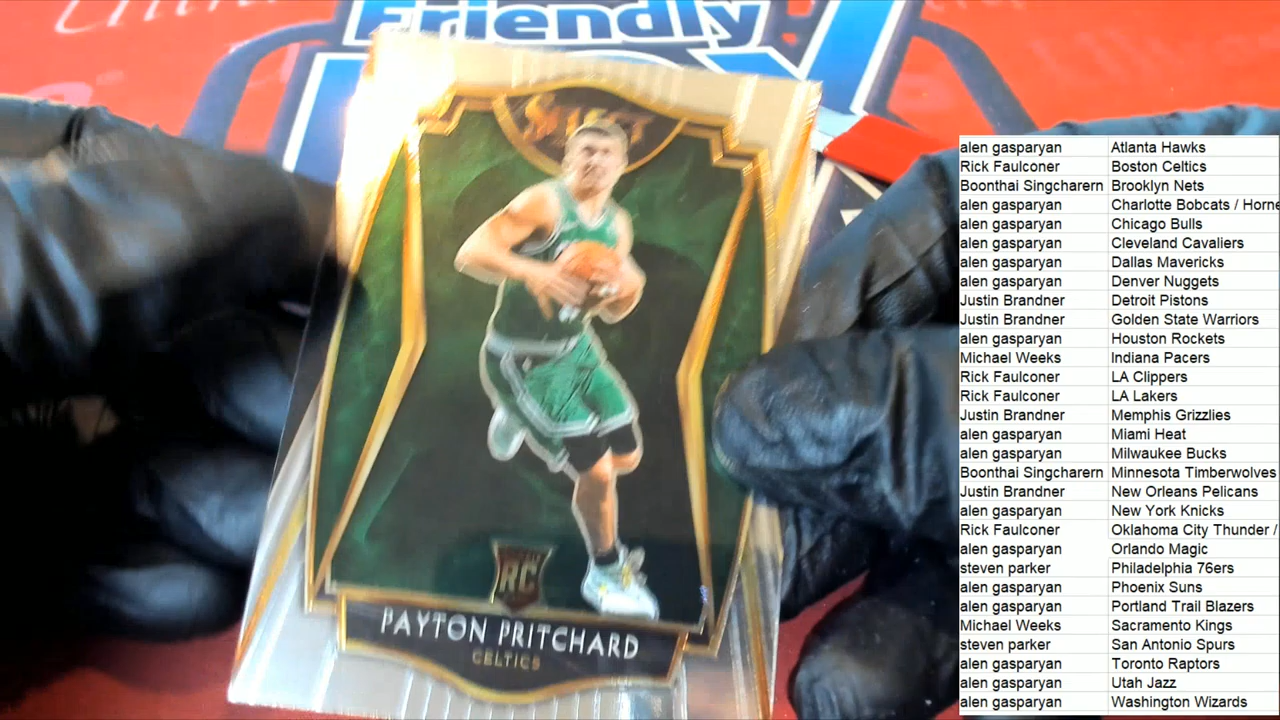 Friendly
SELECT
RC
PAYTON PRITCHARD
CELTICS
alen gasparyan Atlanta Hawks
Rick Faulconer Boston Celtics
Boonthai Singcharern Brooklyn Nets
alen gasparyan Charlotte Bobcats / Horne
alen gasparyan Chicago Bulls
alen gasparyan Cleveland Cavaliers
alen gasparyan Dallas Mavericks
alen gasparyan Denver Nuggets
Justin Brandner Detroit Pistons
Justin Brandner Golden State Warriors
alen gasparyan Houston Rockets
Michael Weeks Indiana Pacers
Rick Faulconer LA Clippers
Rick Faulconer LA Lakers
Justin Brandner Memphis Grizzlies
alen gasparyan Miami Heat
alen gasparyan Milwaukee Bucks
Boonthai Singcharern Minnesota Timberwolves
Justin Brandner New Orleans Pelicans
alen gasparyan New York Knicks
Rick Faulconer Oklahoma City Thunder /
alen gasparyan Orlando Magic
steven parker Philadelphia 76ers
alen gasparyan Phoenix Suns
alen gasparyan Portland Trail Blazers
Michael Weeks Sacramento Kings
steven parker San Antonio Spurs
alen gasparyan Toronto Raptors
alen gasparyan Utah Jazz
alen gasparyan Washington Wizards